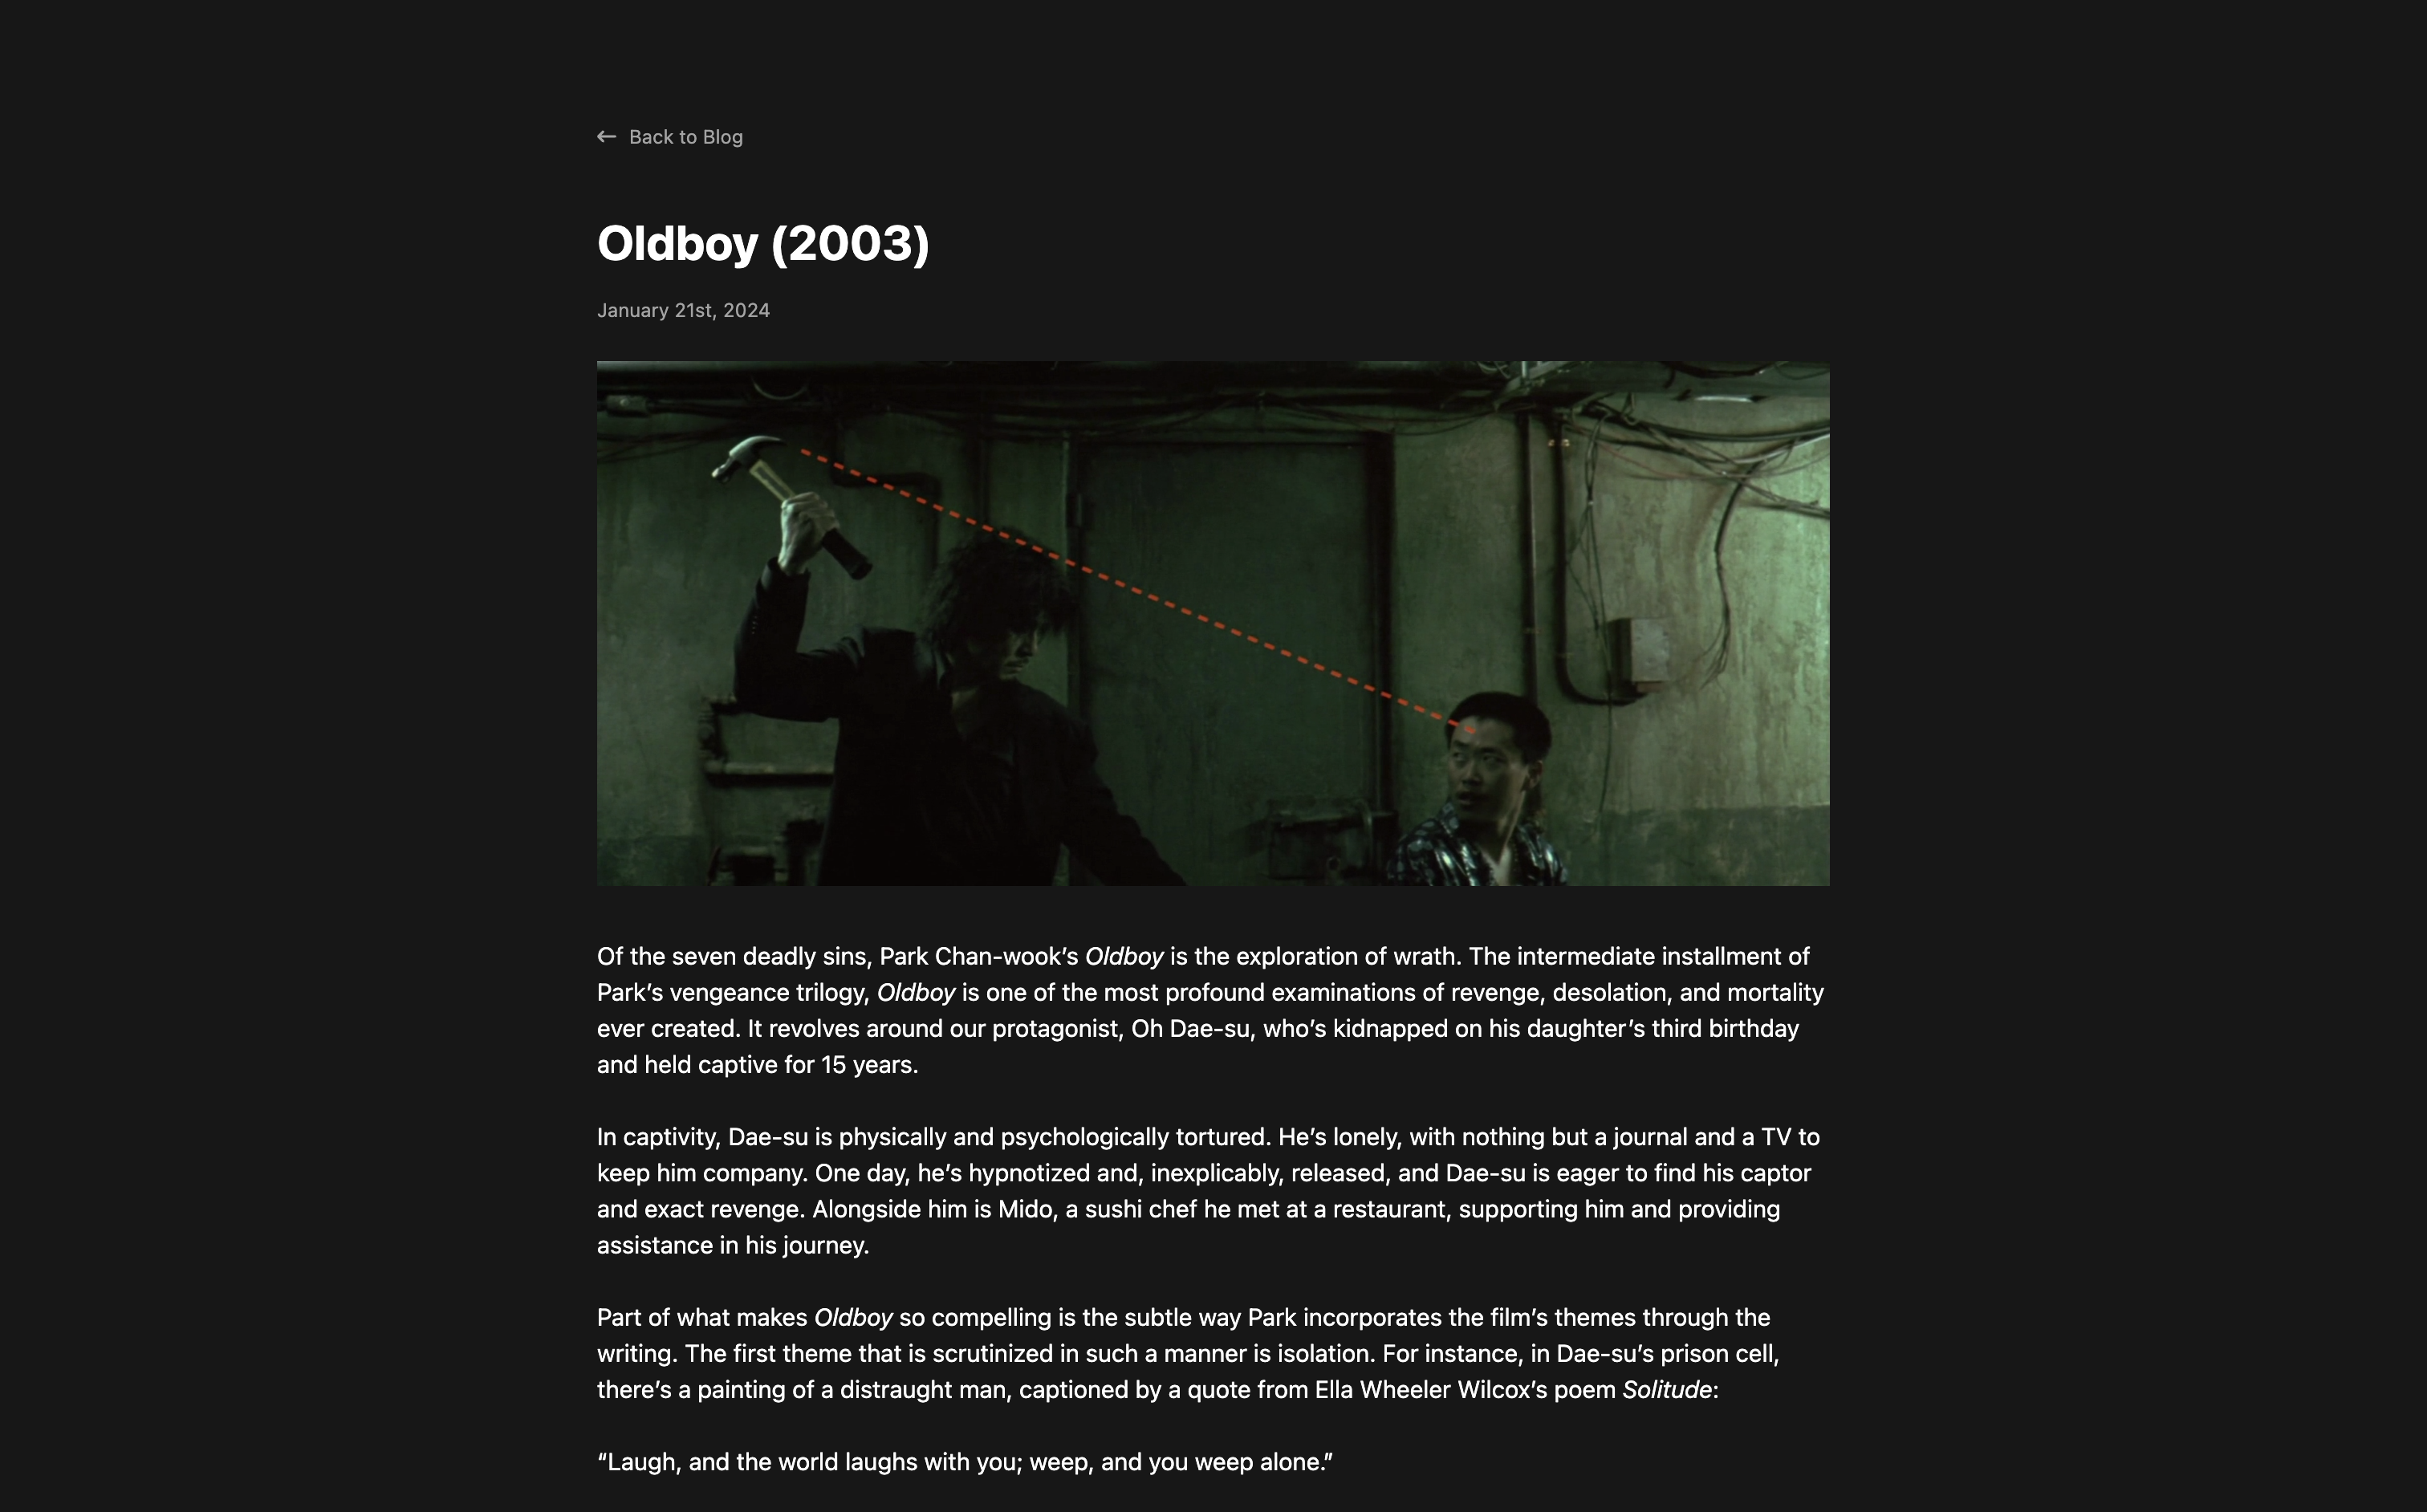 Back to Blog
Oldboy (2003)
January 21st, 2024
Of the seven deadly sins, Park Chan-wook’s Oldboy is the exploration of wrath. The intermediate installment of
Park’s vengeance trilogy, Oldboy is one of the most profound examinations of revenge, desolation, and mortality
ever created. It revolves around our protagonist, Oh Dae-su, who’s kidnapped on his daughter’s third birthday
and held captive for 15 years.
In captivity, Dae-su is physically and psychologically tortured. He’s lonely, with nothing but a journal and a TV to
keep him company. One day, he’s hypnotized and, inexplicably, released, and Dae-su is eager to find his captor
and exact revenge. Alongside him is Mido, a sushi chef he met at a restaurant, supporting him and providing
assistance in his journey.
Part of what makes Oldboy so compelling is the subtle way Park incorporates the film’s themes through the
writing. The first theme that is scrutinized in such a manner is isolation. For instance, in Dae-su’s prison cell,
there’s a painting of a distraught man, captioned by a quote from Ella Wheeler Wilcox’s poem Solitude:
“Laugh, and the world laughs with you; weep, and you weep alone.”